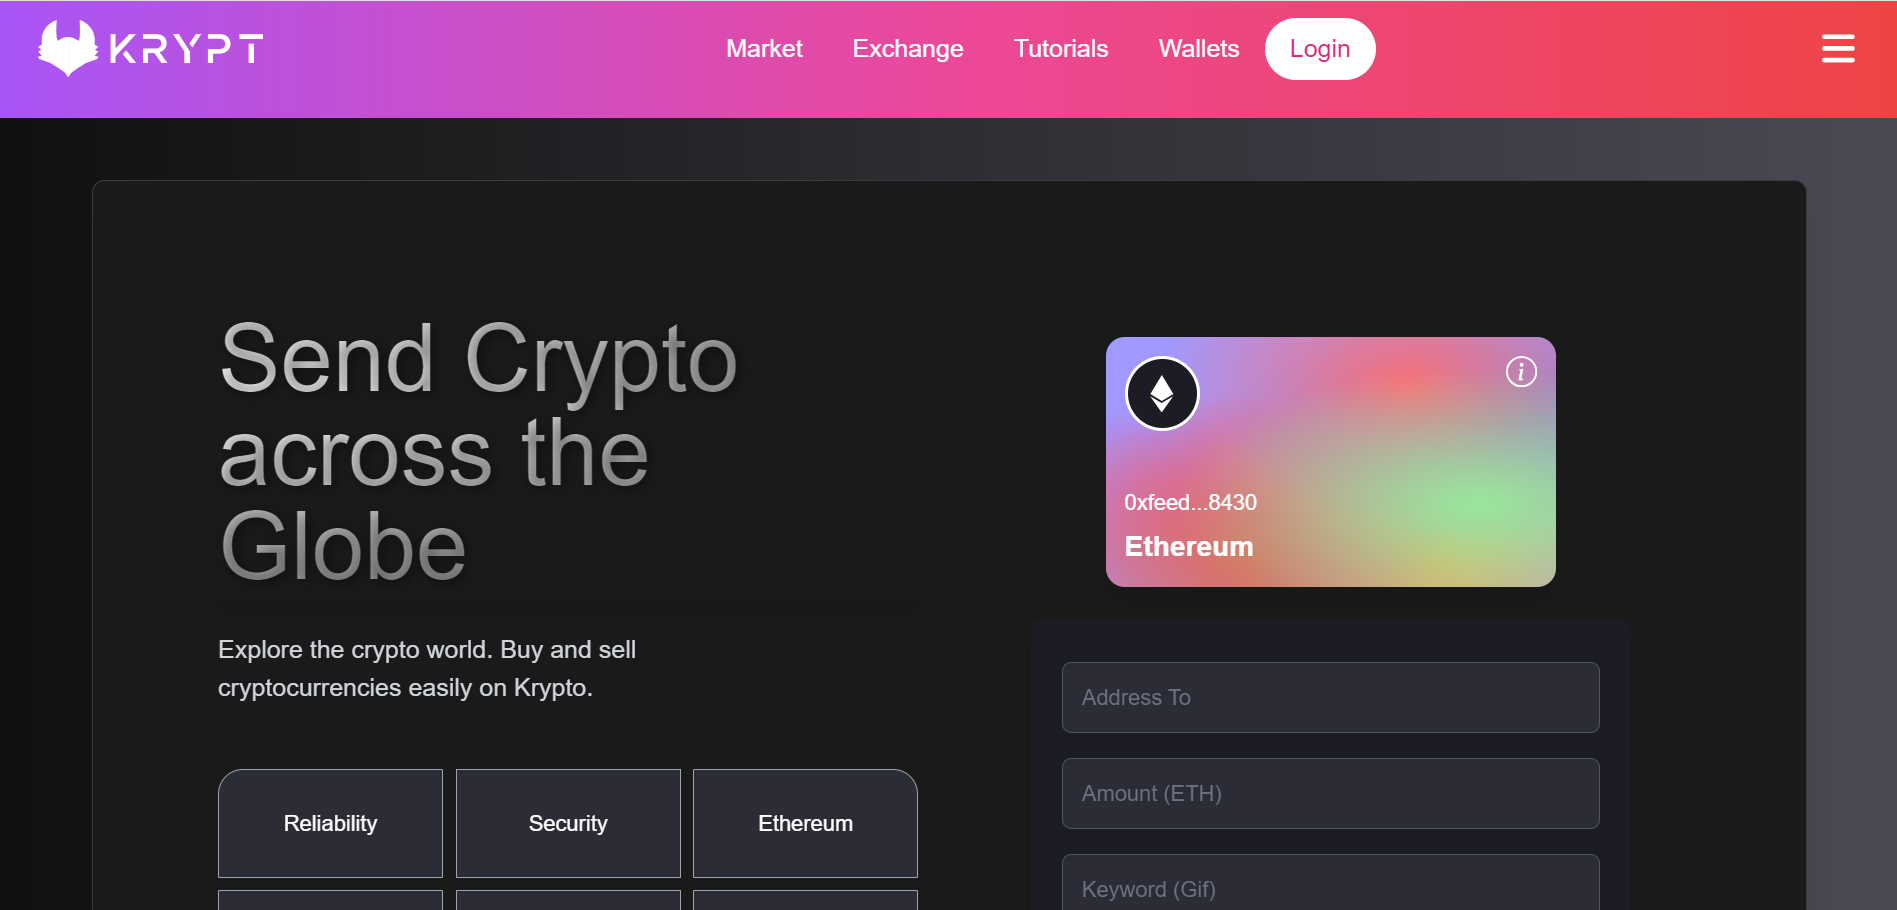 KRYPT
Market
Exchange
Tutorials
Wallets
Login
Send Crypto
across the
Globe
Explore the crypto world. Buy and sell
cryptocurrencies easily on Krypto.
Reliability
Security
Ethereum
i
0xfeed...8430
Ethereum
Address To
Amount (ETH)
Keyword (Gif)